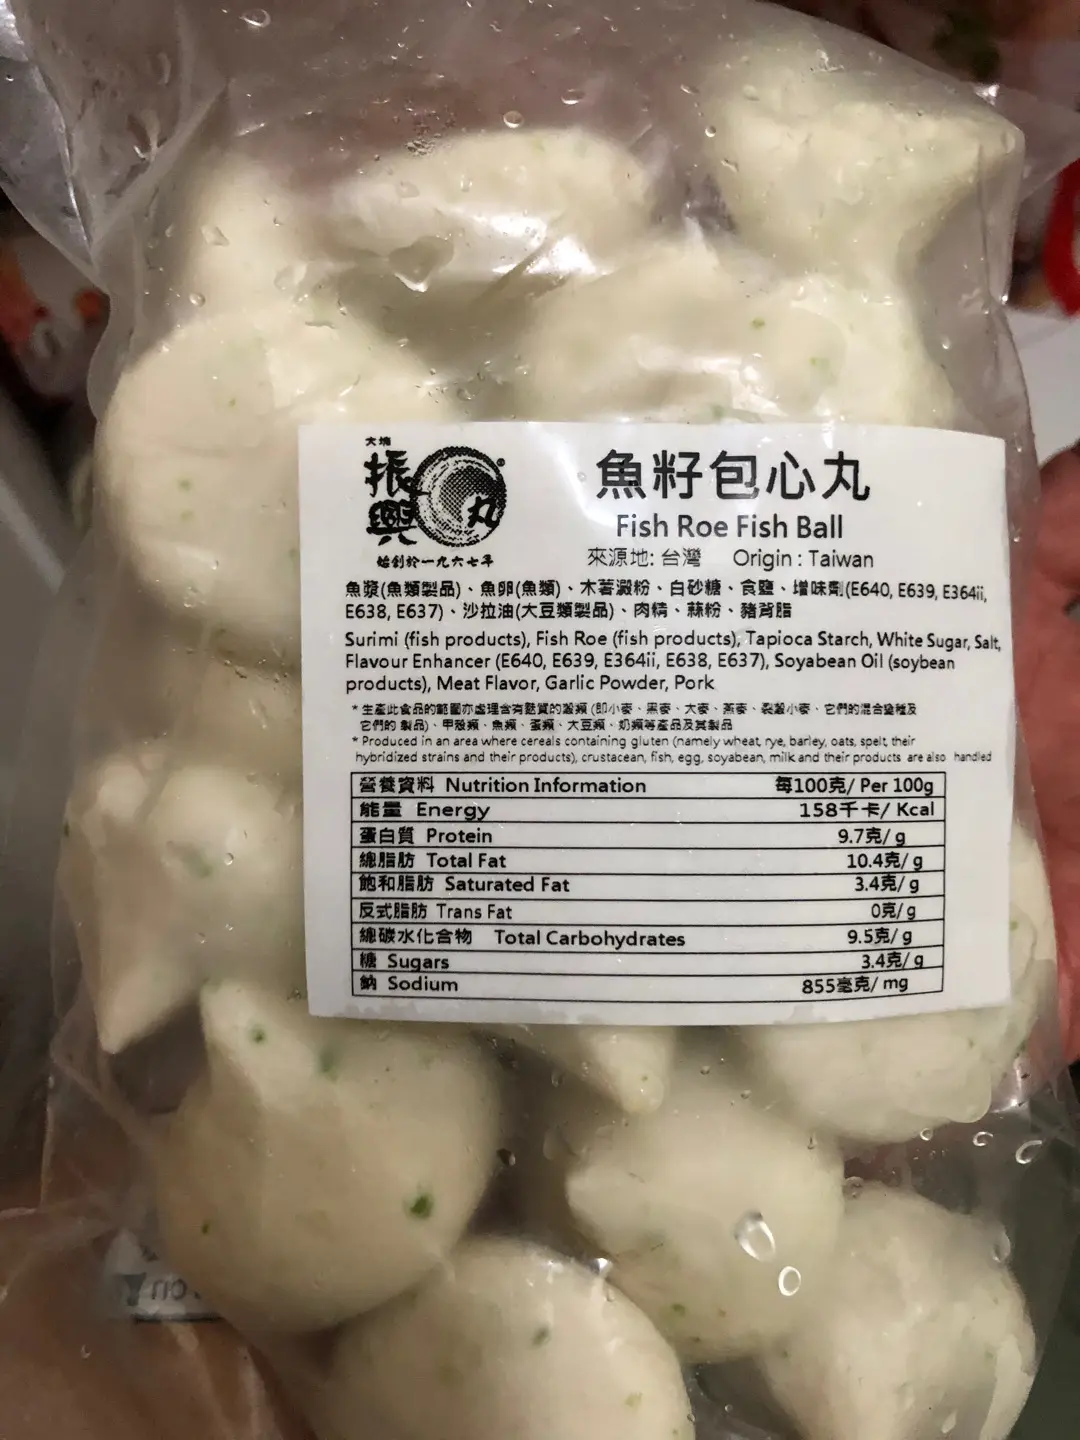 大埔
振興
丸
始創於一九六七年
魚籽包心丸
Fish Roe Fish Ball
來源地: 台灣 Origin : Taiwan
魚漿(魚類製品)、魚卵(魚類)、木薯澱粉、白砂糖、食鹽、增味劑(E640, E639, E364ii,
E638, E637)、沙拉油(大豆類製品)、肉精、蒜粉、豬背脂
Surimi (fish products), Fish Roe (fish products), Tapioca Starch, White Sugar, Salt,
Flavour Enhancer (E640, E639, E364ii, E638, E637), Soyabean Oil (soybean
products), Meat Flavor, Garlic Powder, Pork
* 生產此食品的範圍亦處理含有麩質的穀類 (即小麥、黑麥、大麥、燕麥、裂殼小麥、它們的混合變種及
它們的 製品)、甲殼類、魚類、蛋類、大豆類、奶類等產品及其製品
* Produced in an area where cereals containing gluten (namely wheat, rye, barley, oats, spelt, their
hybridized strains and their products), crustacean, fish, egg, soyabean, milk and their products are also handled
營養資料 Nutrition Information 每100克/ Per 100g
能量 Energy 158千卡/ Kcal
蛋白質 Protein 9.7克/ g
總脂肪 Total Fat 10.4克/ g
飽和脂肪 Saturated Fat 3.4克/ g
反式脂肪 Trans Fat 0克/ g
總碳水化合物 Total Carbohydrates 9.5克/ g
糖 Sugars 3.4克/ g
鈉 Sodium 855毫克/ mg